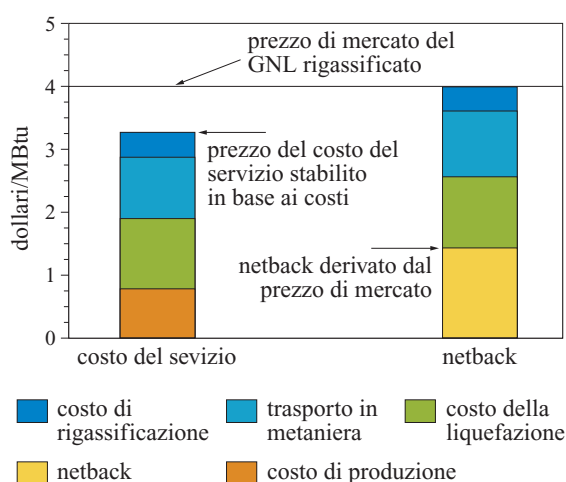 5
prezzo di mercato del
GNL rigassificato
4
prezzo del costo del
servizio stabilito
in base ai costi
3
dollari/MBtu
2
netback derivato dal
prezzo di mercato
1
0
costo del sevizio
netback
costo di
rigassificazione
trasporto in
metaniera
costo della
liquefazione
netback
costo di produzione